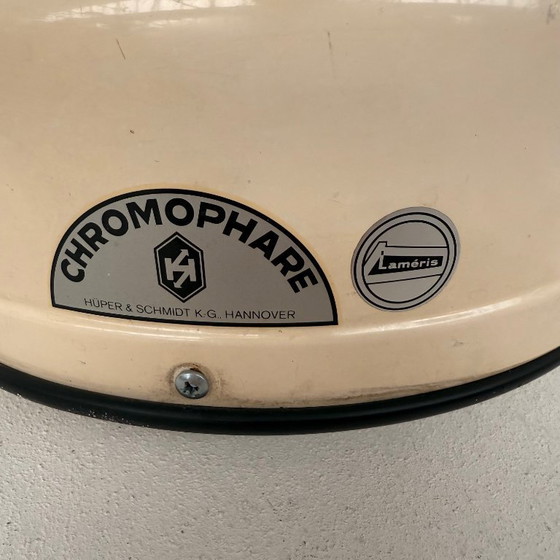 CHROMOPHARE
HÜPER & SCHMIDT K.G., HANNOVER
Laméris